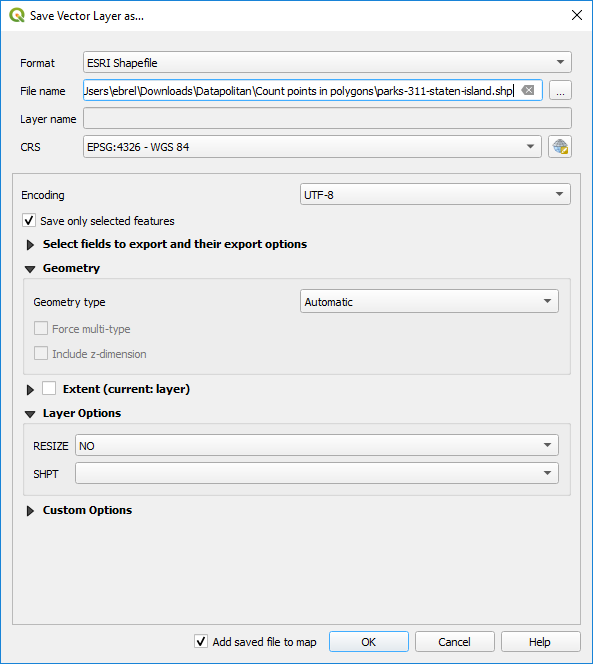 Save Vector Layer as...
Format ESRI Shapefile
File name Jsers\ebrel\Downloads\Datapolitan\Count points in polygons\parks-311-staten-island.shp ...
Layer name
CRS EPSG:4326 - WGS 84
Encoding UTF-8
Save only selected features
Select fields to export and their export options
Geometry
Geometry type Automatic
Force multi-type
Include z-dimension
Extent (current: layer)
Layer Options
RESIZE NO
SHPT
Custom Options
Add saved file to map OK Cancel Help